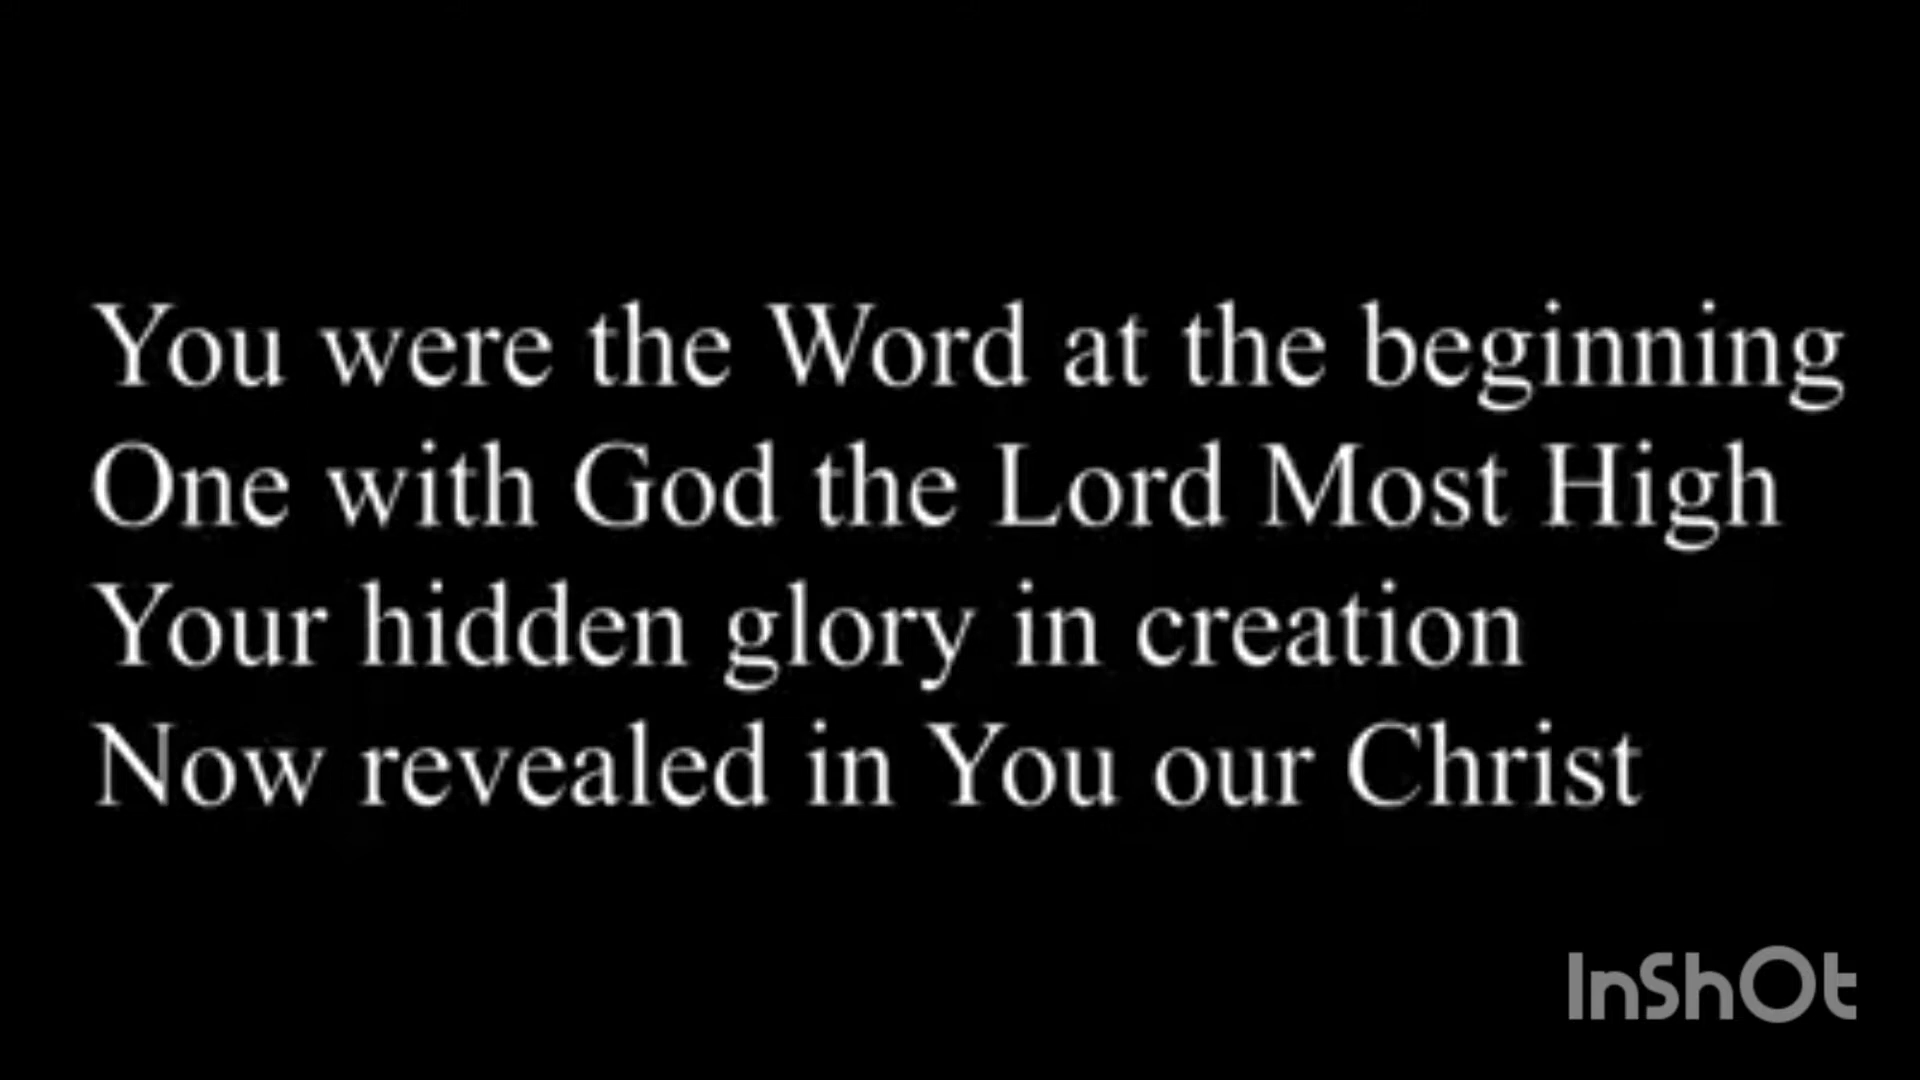 You were the Word at the beginning
One with God the Lord Most High
Your hidden glory in creation
Now revealed in You our Christ
InShOt